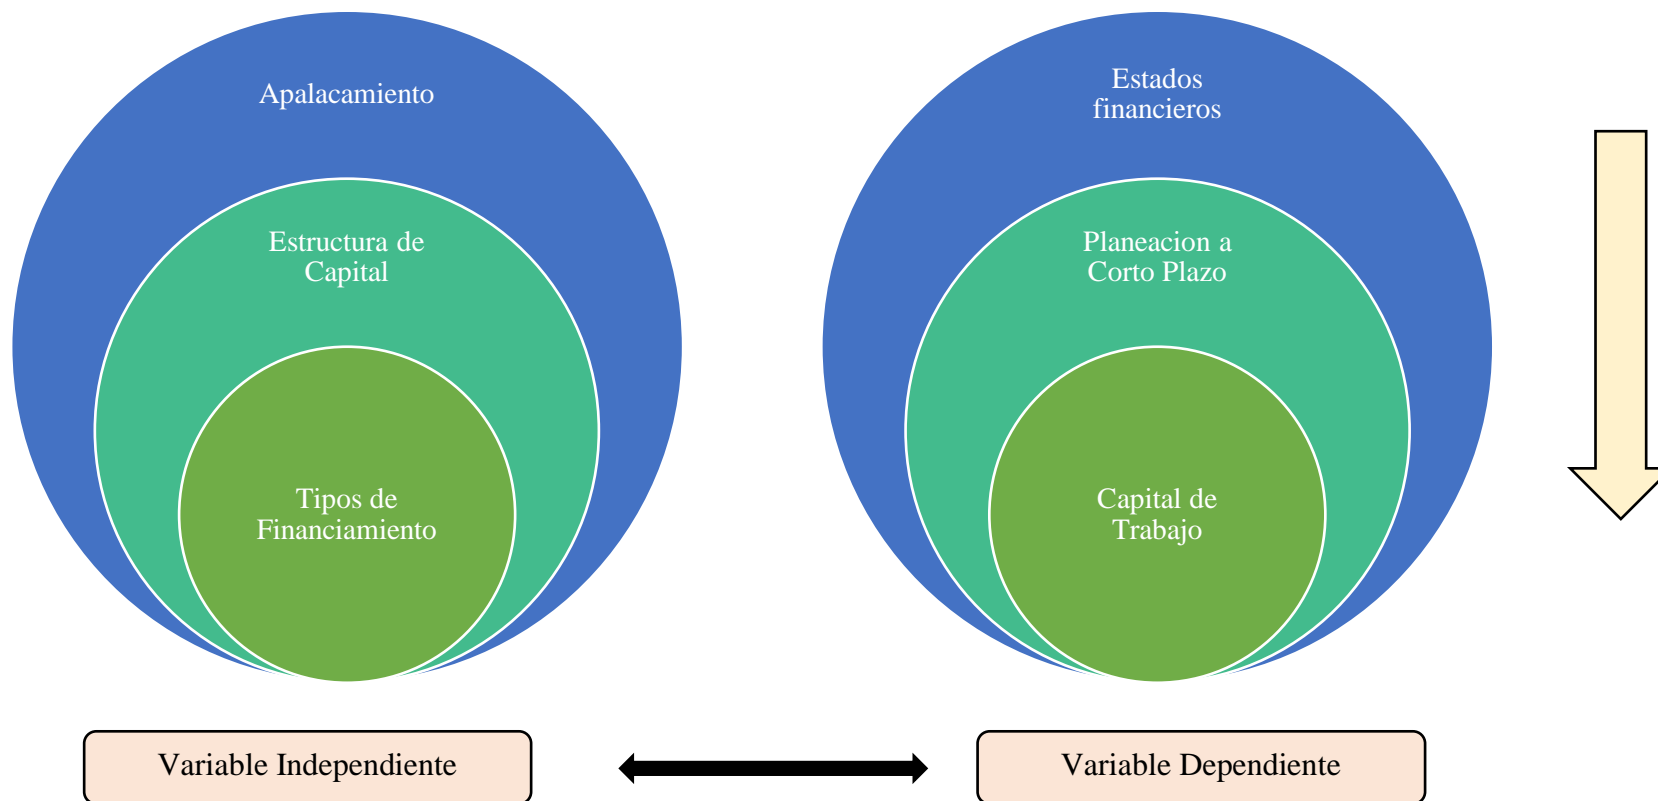 Apalacamiento
Estructura de
Capital
Tipos de
Financiamiento
Estados
financieros
Planeacion a
Corto Plazo
Capital de
Trabajo
Variable Independiente
Variable Dependiente